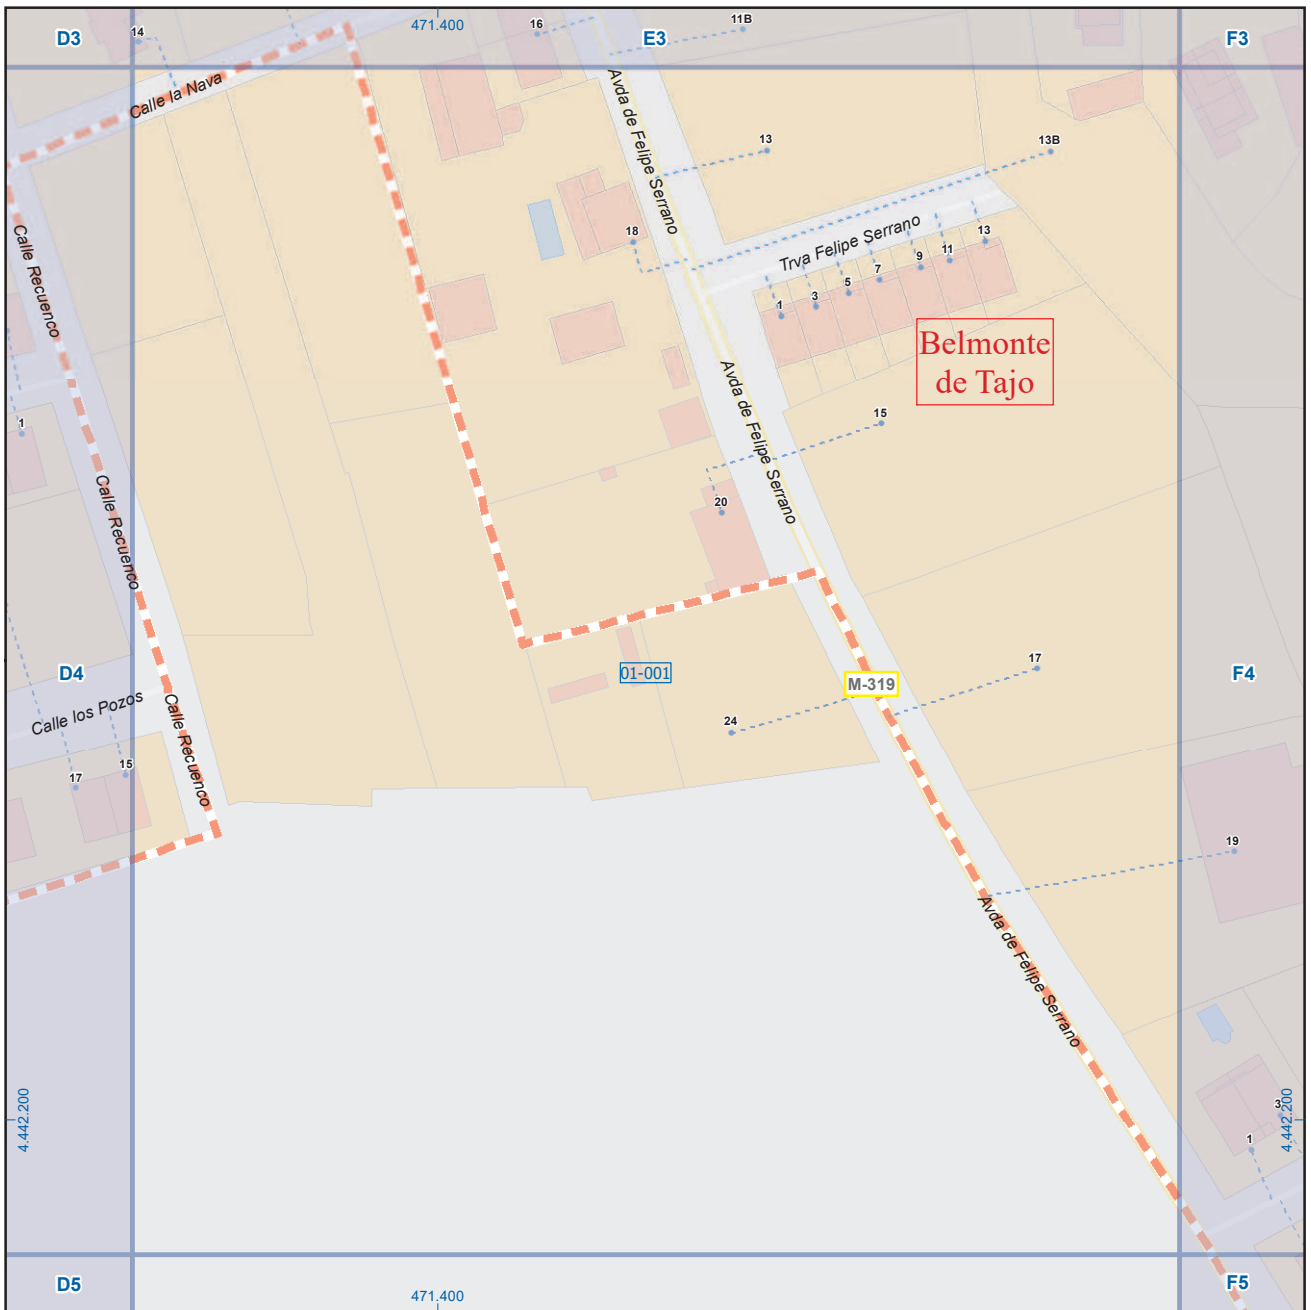 471.400
D3
14
16
11B
E3
F3
Calle la Nava
Avda de Felipe Serrano
13
13B
18
Trva Felipe Serrano
13
11
9
7
5
3
1
Calle Recuenco
Belmonte
de Tajo
Avda de Felipe Serrano
15
1
Calle Recuenco
20
D4
01-001
M-319
17
F4
Calle los Pozos
Calle Recuenco
24
17
15
19
Avda de Felipe Serrano
4.442.200
3
4.442.200
1
D5
471.400
F5